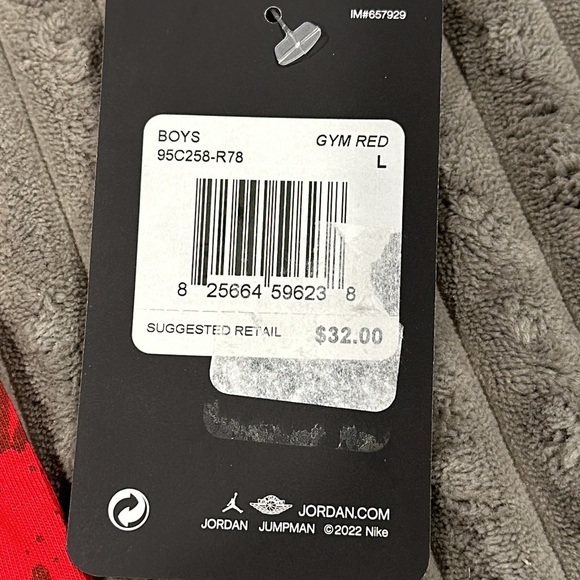 IM#657929
BOYS GYM RED
95C258-R78 L
8 25664 59623 8
SUGGESTED RETAIL $32.00
JORDAN.COM
JORDAN JUMPMAN ©2022 Nike